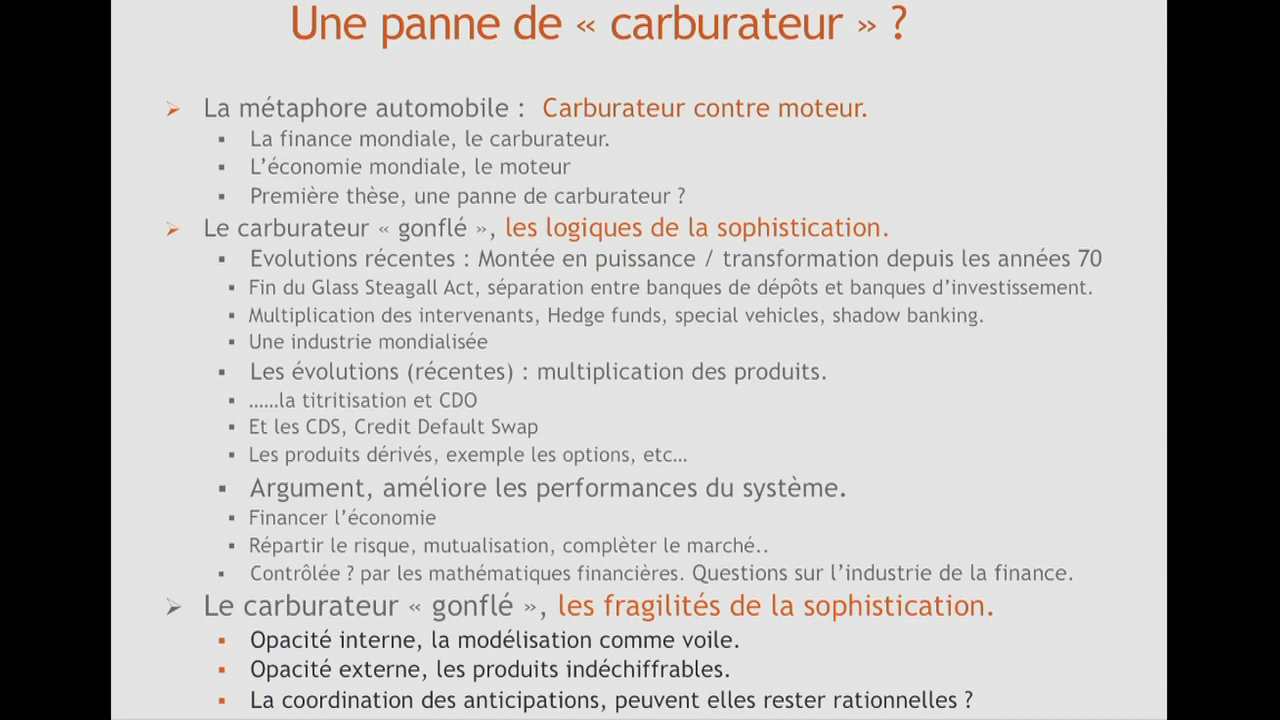 Une panne de « carburateur » ?
La métaphore automobile : Carburateur contre moteur.
La finance mondiale, le carburateur.
L’économie mondiale, le moteur
Première thèse, une panne de carburateur ?
Le carburateur « gonflé », les logiques de la sophistication.
Evolutions récentes : Montée en puissance / transformation depuis les années 70
Fin du Glass Steagall Act, séparation entre banques de dépôts et banques d’investissement.
Multiplication des intervenants, Hedge funds, special vehicles, shadow banking.
Une industrie mondialisée
Les évolutions (récentes) : multiplication des produits.
……la titritisation et CDO
Et les CDS, Credit Default Swap
Les produits dérivés, exemple les options, etc…
Argument, améliore les performances du système.
Financer l’économie
Répartir le risque, mutualisation, complèter le marché..
Contrôlée ? par les mathématiques financières. Questions sur l’industrie de la finance.
Le carburateur « gonflé », les fragilités de la sophistication.
Opacité interne, la modélisation comme voile.
Opacité externe, les produits indéchiffrables.
La coordination des anticipations, peuvent elles rester rationnelles ?